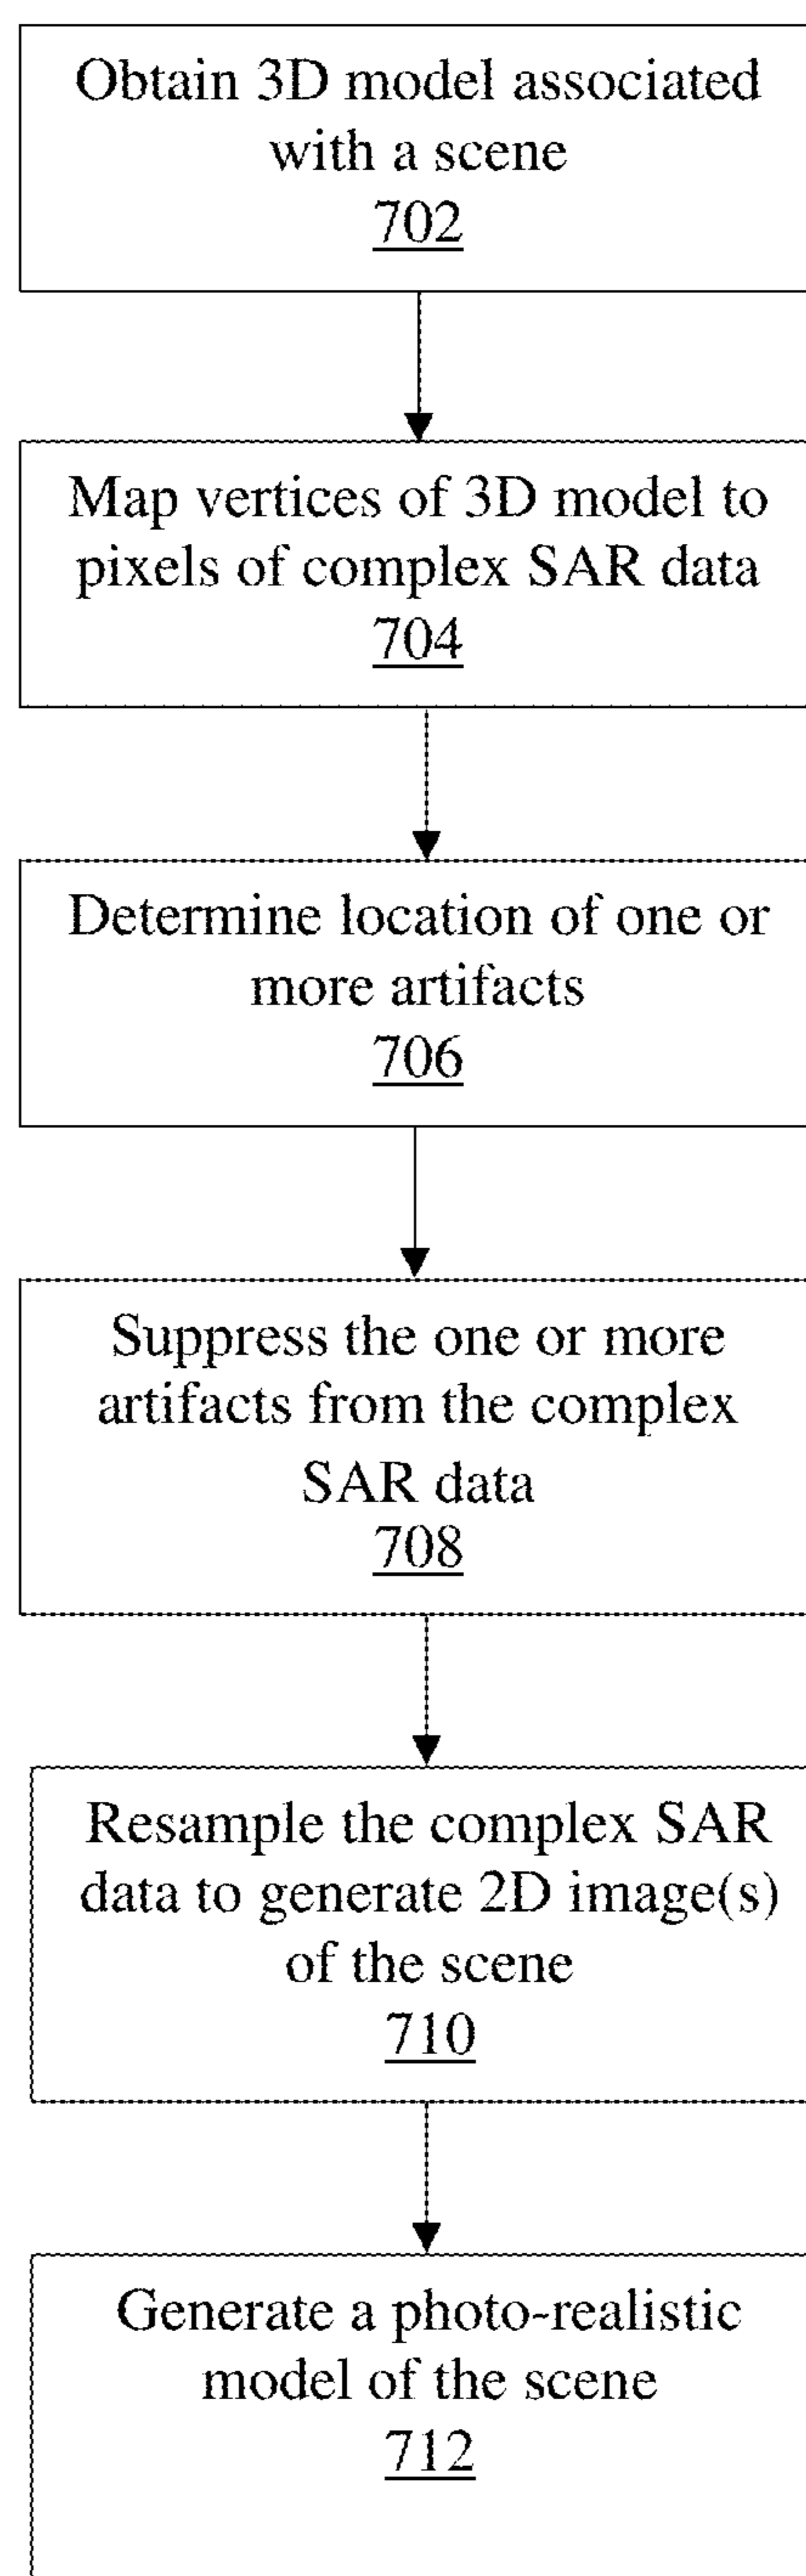 Obtain 3D model associated
with a scene
702
Map vertices of 3D model to
pixels of complex SAR data
704
Determine location of one or
more artifacts
706
Suppress the one or more
artifacts from the complex
SAR data
708
Resample the complex SAR
data to generate 2D image(s)
of the scene
710
Generate a photo-realistic
model of the scene
712